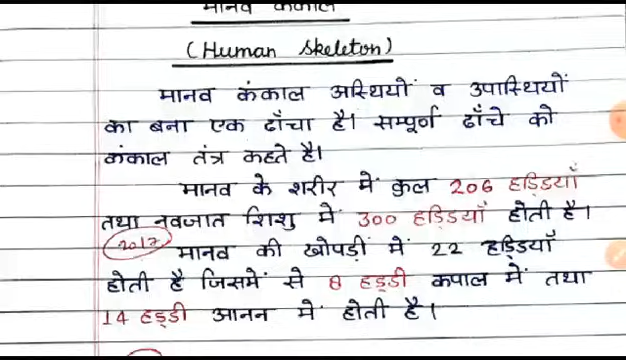 मानव कंकाल
(Human Skeleton)
मानव कंकाल अस्थियों व उपास्थियों
का बना एक ढाँचा है। सम्पूर्ण ढाँचे को
कंकाल तंत्र कहते है।
मानव के शरीर में कुल 206 हड्डियाँ
तथा नवजात शिशु में 300 हड्डियाँ होती है।
2017 मानव की खोपड़ी में 22 हड्डियाँ
होती है जिसमें से 8 हड्डी कपाल में तथा
14 हड्डी आनन में होती है।